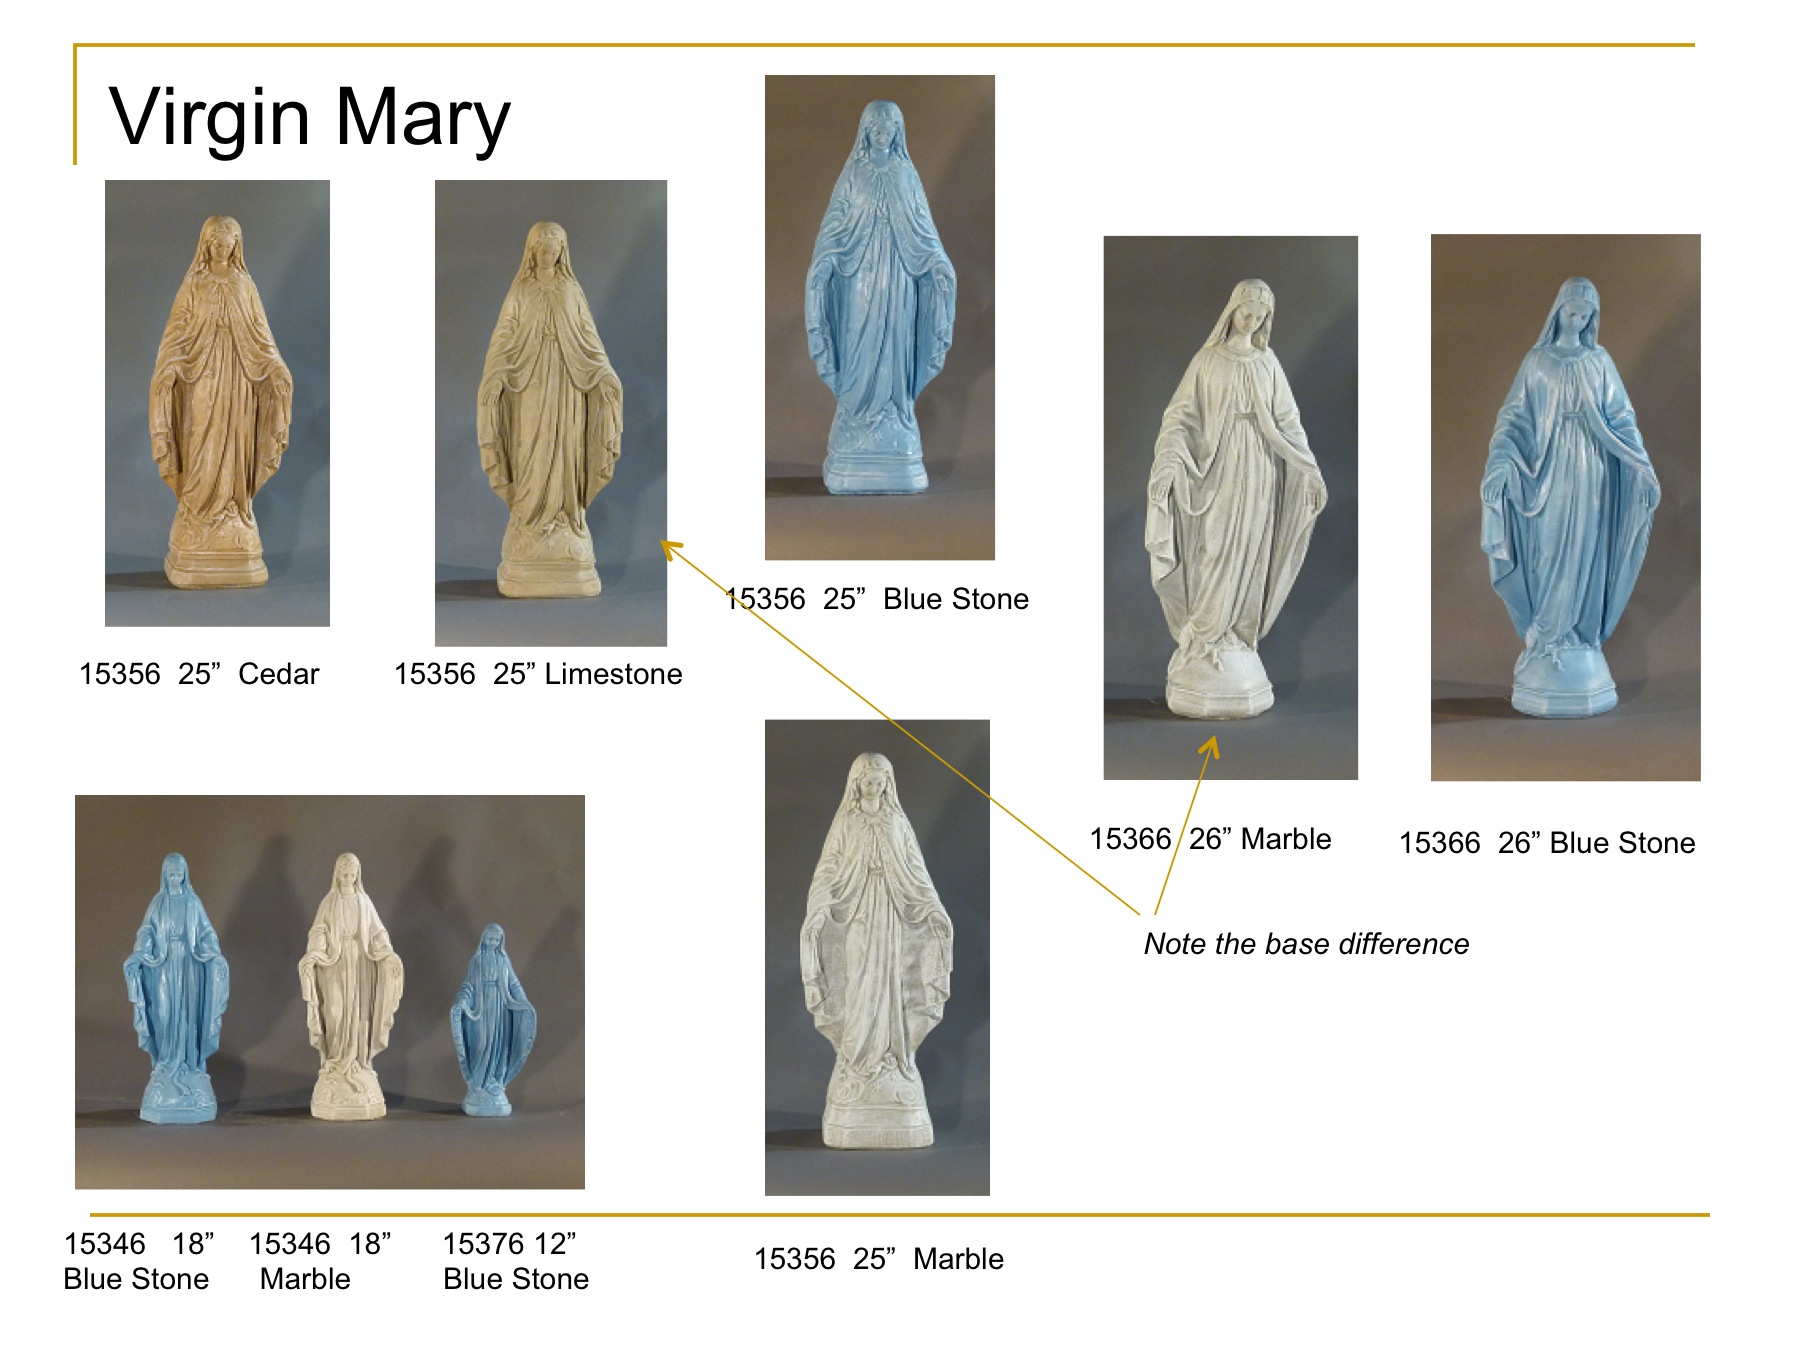 Virgin Mary
15356  25”  Blue Stone
15356  25”  Cedar
15356  25” Limestone
15366  26” Marble
15366  26” Blue Stone
Note the base difference
15346   18”
Blue Stone
15346  18”
Marble
15376 12”
Blue Stone
15356  25”  Marble